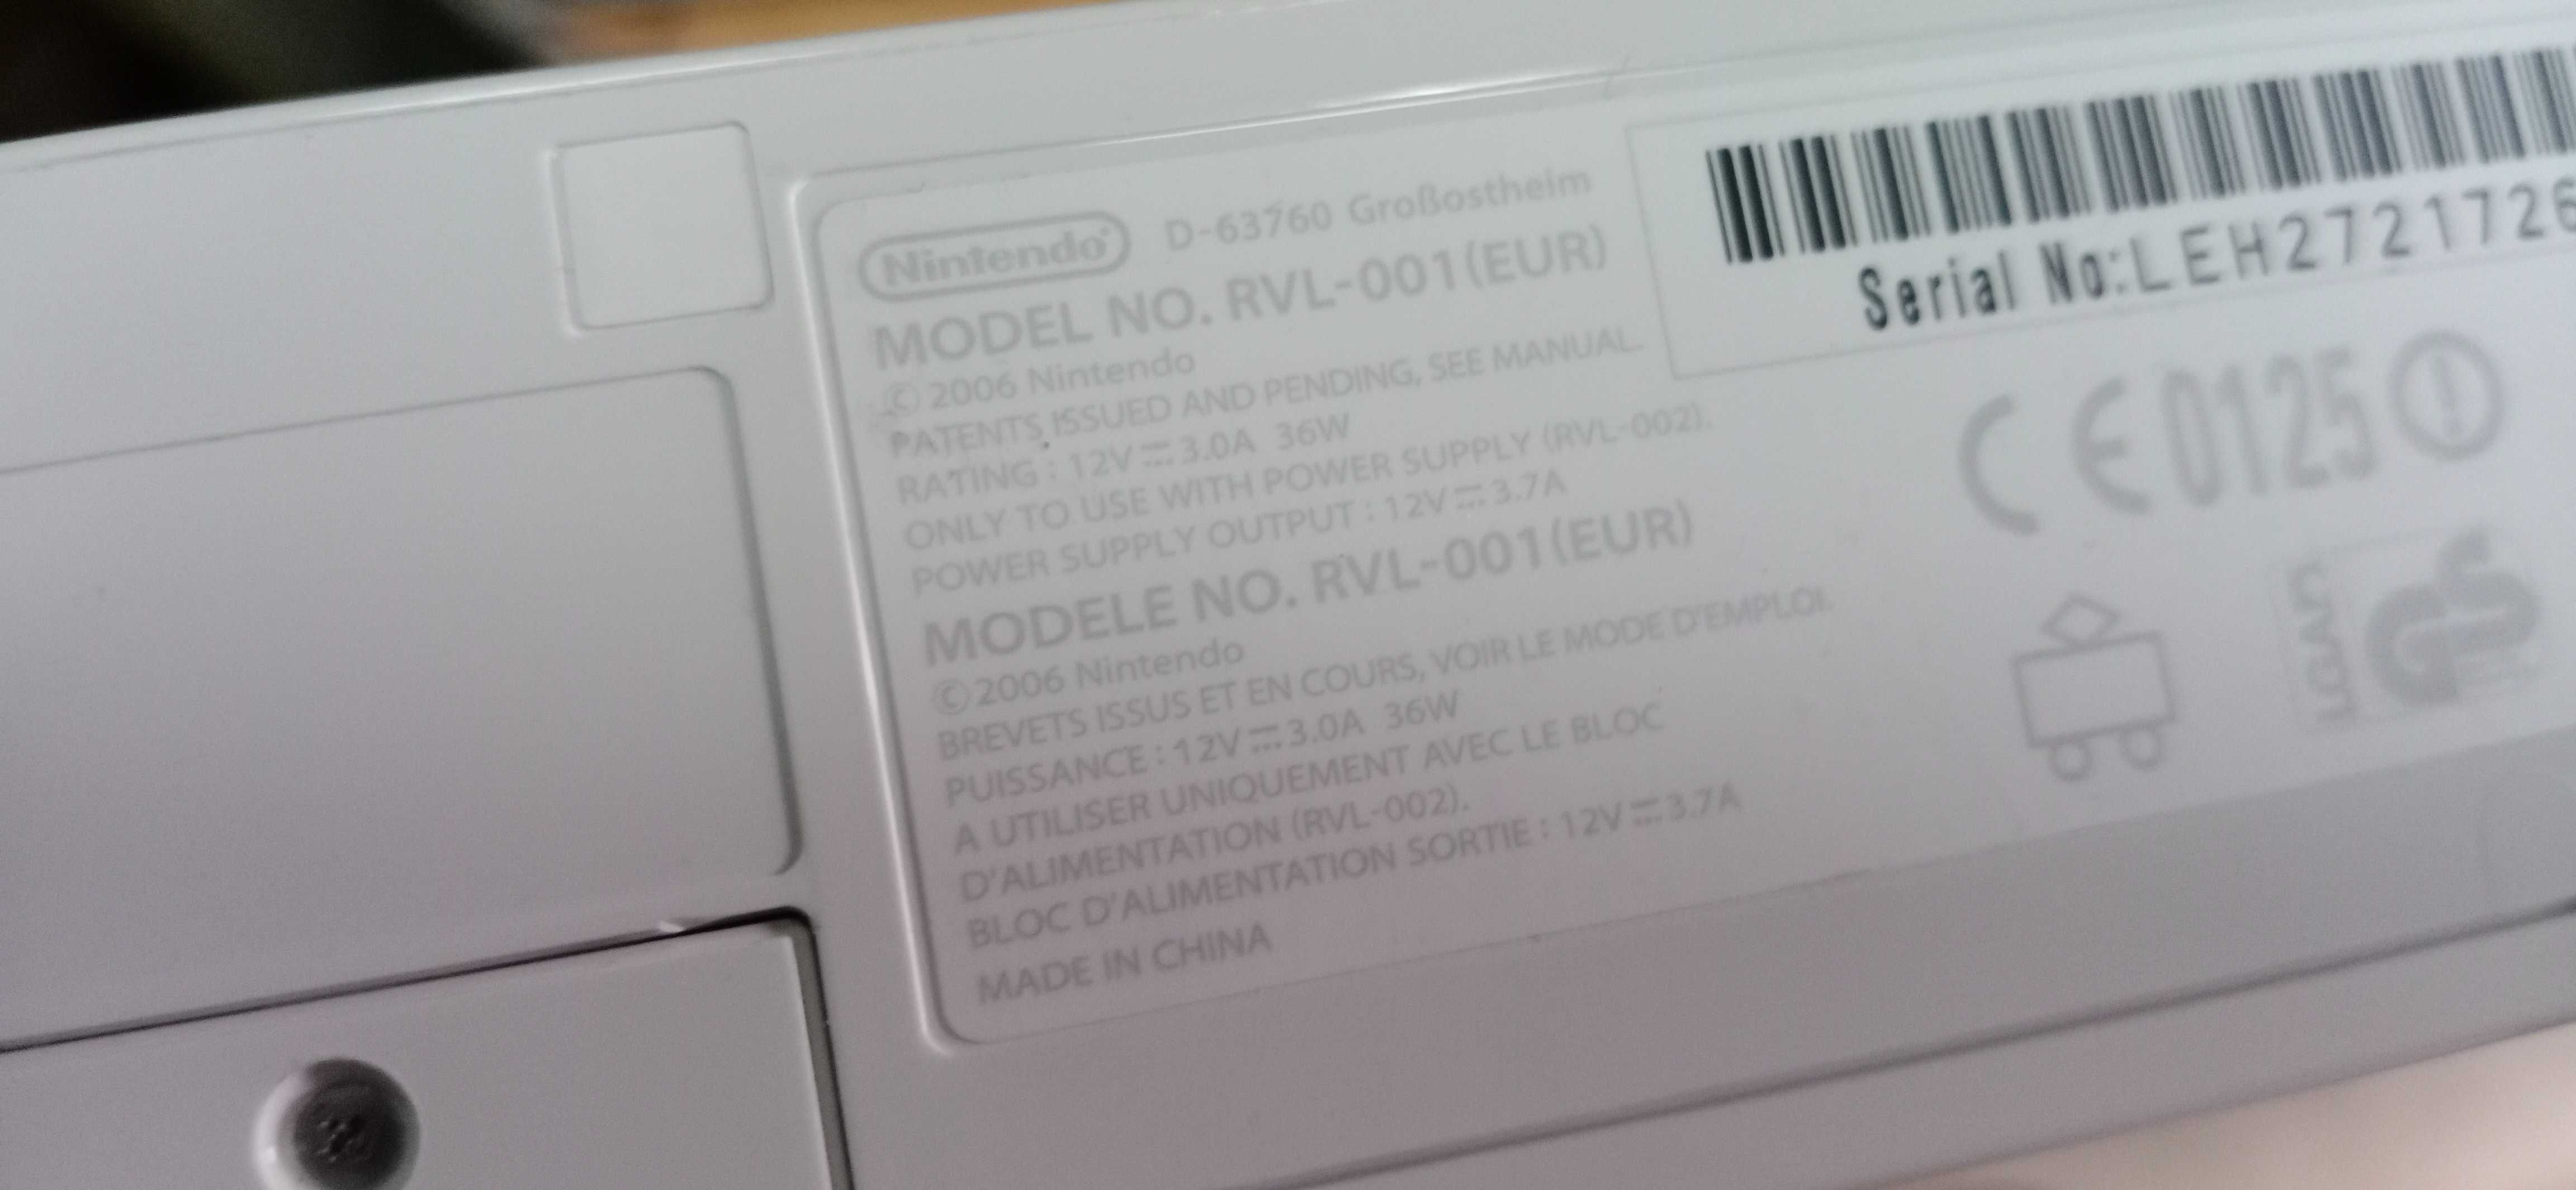 Nintendo D-63760 Großostheim
MODEL NO. RVL-001(EUR)
© 2006 Nintendo
PATENTS ISSUED AND PENDING, SEE MANUAL.
RATING : 12V⎓3.0A 36W
ONLY TO USE WITH POWER SUPPLY (RVL-002).
POWER SUPPLY OUTPUT : 12V⎓3.7A
MODELE NO. RVL-001(EUR)
©2006 Nintendo
BREVETS ISSUS ET EN COURS, VOIR LE MODE D'EMPLOI.
PUISSANCE : 12V⎓3.0A 36W
A UTILISER UNIQUEMENT AVEC LE BLOC
D'ALIMENTATION (RVL-002).
BLOC D'ALIMENTATION SORTIE : 12V⎓3.7A
MADE IN CHINA
Serial No:LEH2721726
CE0125
LGAC
GS